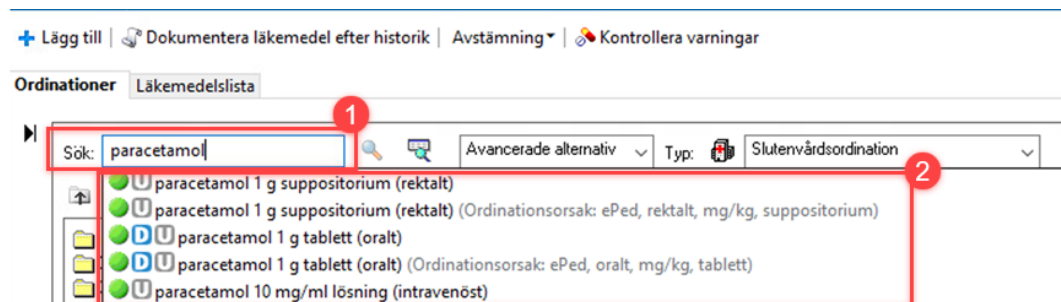 Lägg till | Dokumentera läkemedel efter historik | Avstämning | Kontrollera varningar
Ordinationer Läkemedelslista
1
Sök: paracetamol Avancerade alternativ Typ: Slutenvårdsordination
2
U paracetamol 1 g suppositorium (rektalt)
U paracetamol 1 g suppositorium (rektalt) (Ordinationsorsak: ePed, rektalt, mg/kg, suppositorium)
D U paracetamol 1 g tablett (oralt)
D U paracetamol 1 g tablett (oralt) (Ordinationsorsak: ePed, oralt, mg/kg, tablett)
U paracetamol 10 mg/ml lösning (intravenöst)